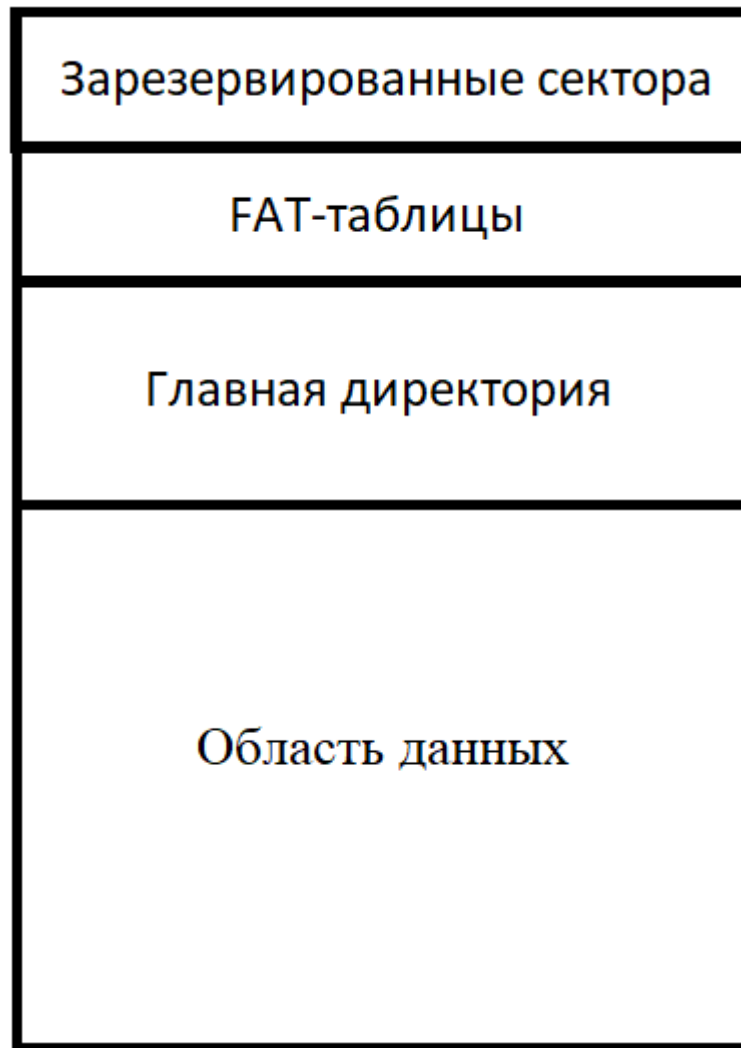 Зарезервированные сектора
FAT-таблицы
Главная директория
Область данных